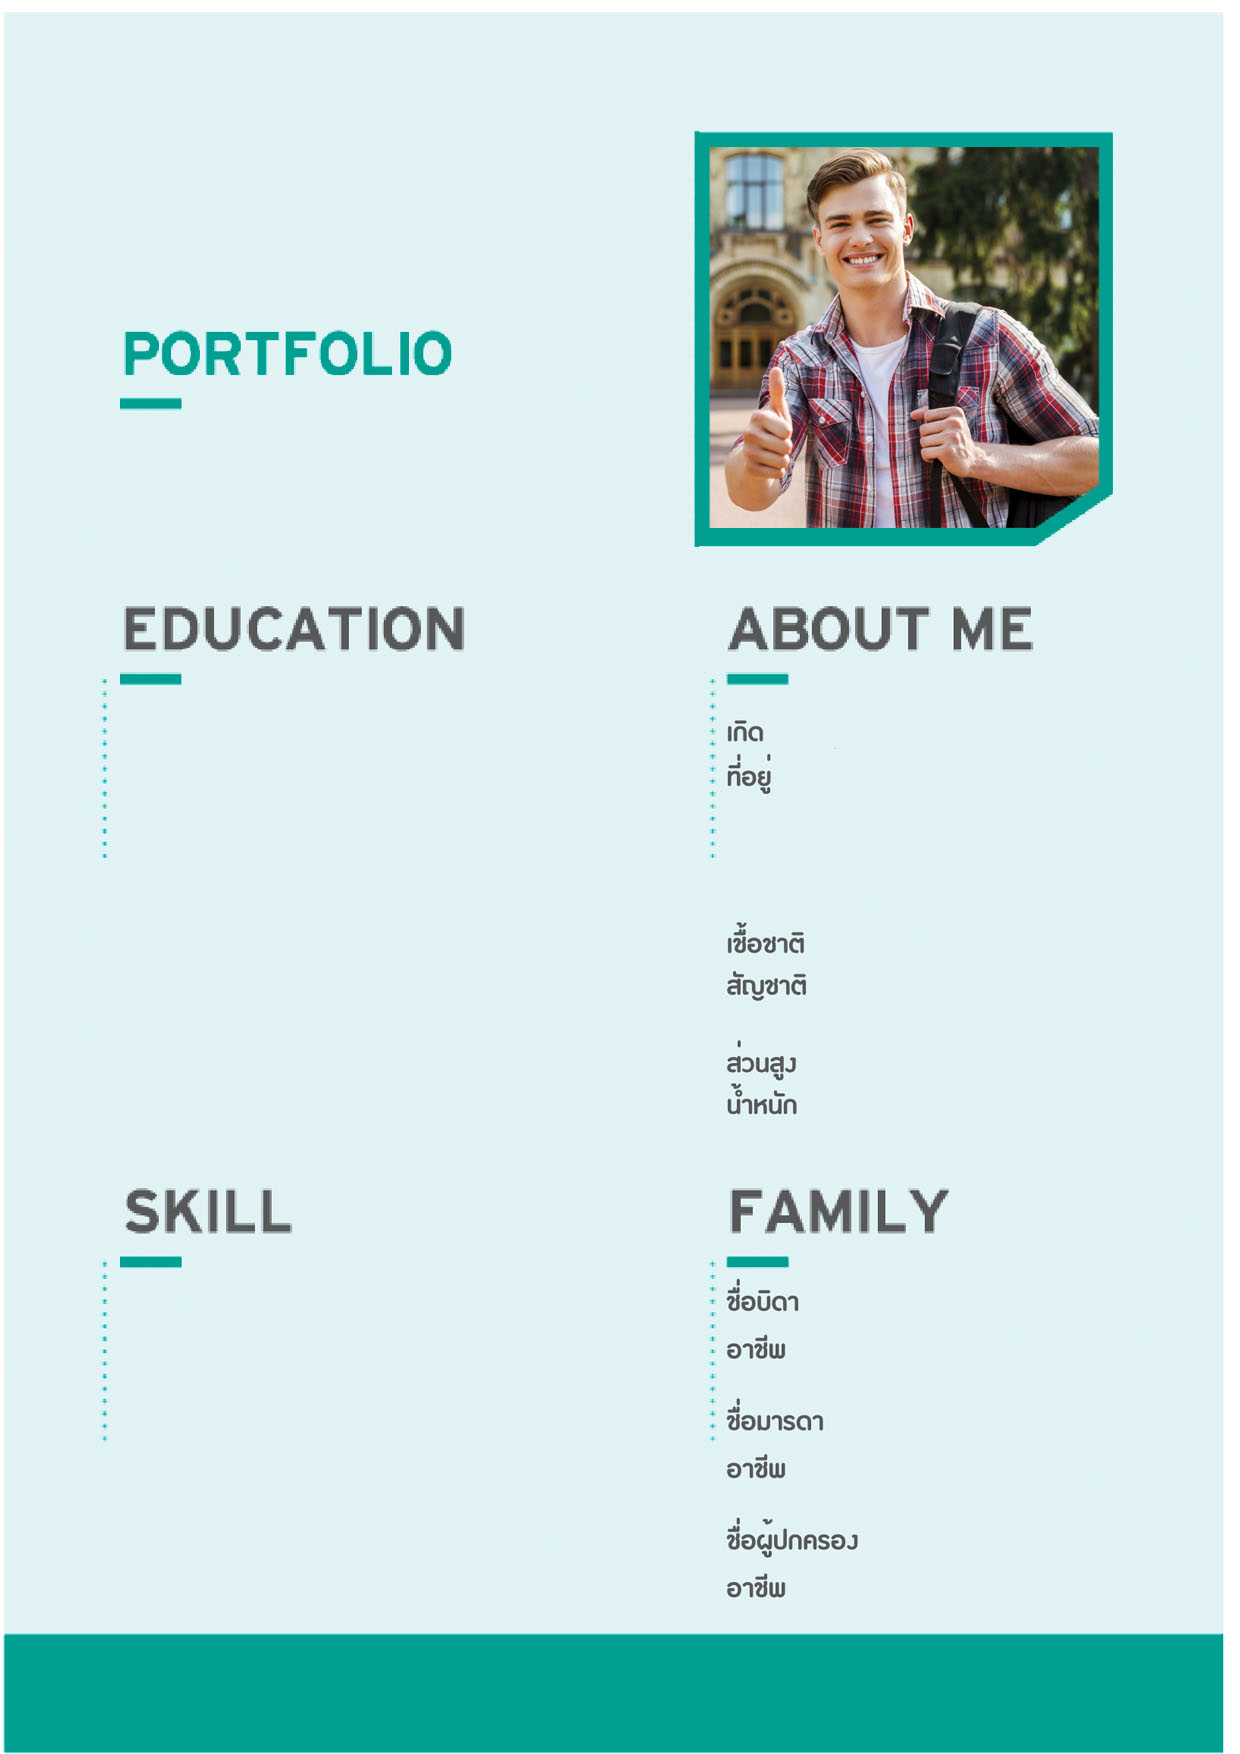 PORTFOLIO
EDUCATION
ABOUT ME
เกิด
ที่อยู่
เชื้อชาติ
สัญชาติ
ส่วนสูง
น้ำหนัก
SKILL
FAMILY
ชื่อบิดา
อาชีพ
ชื่อมารดา
อาชีพ
ชื่อผู้ปกครอง
อาชีพ